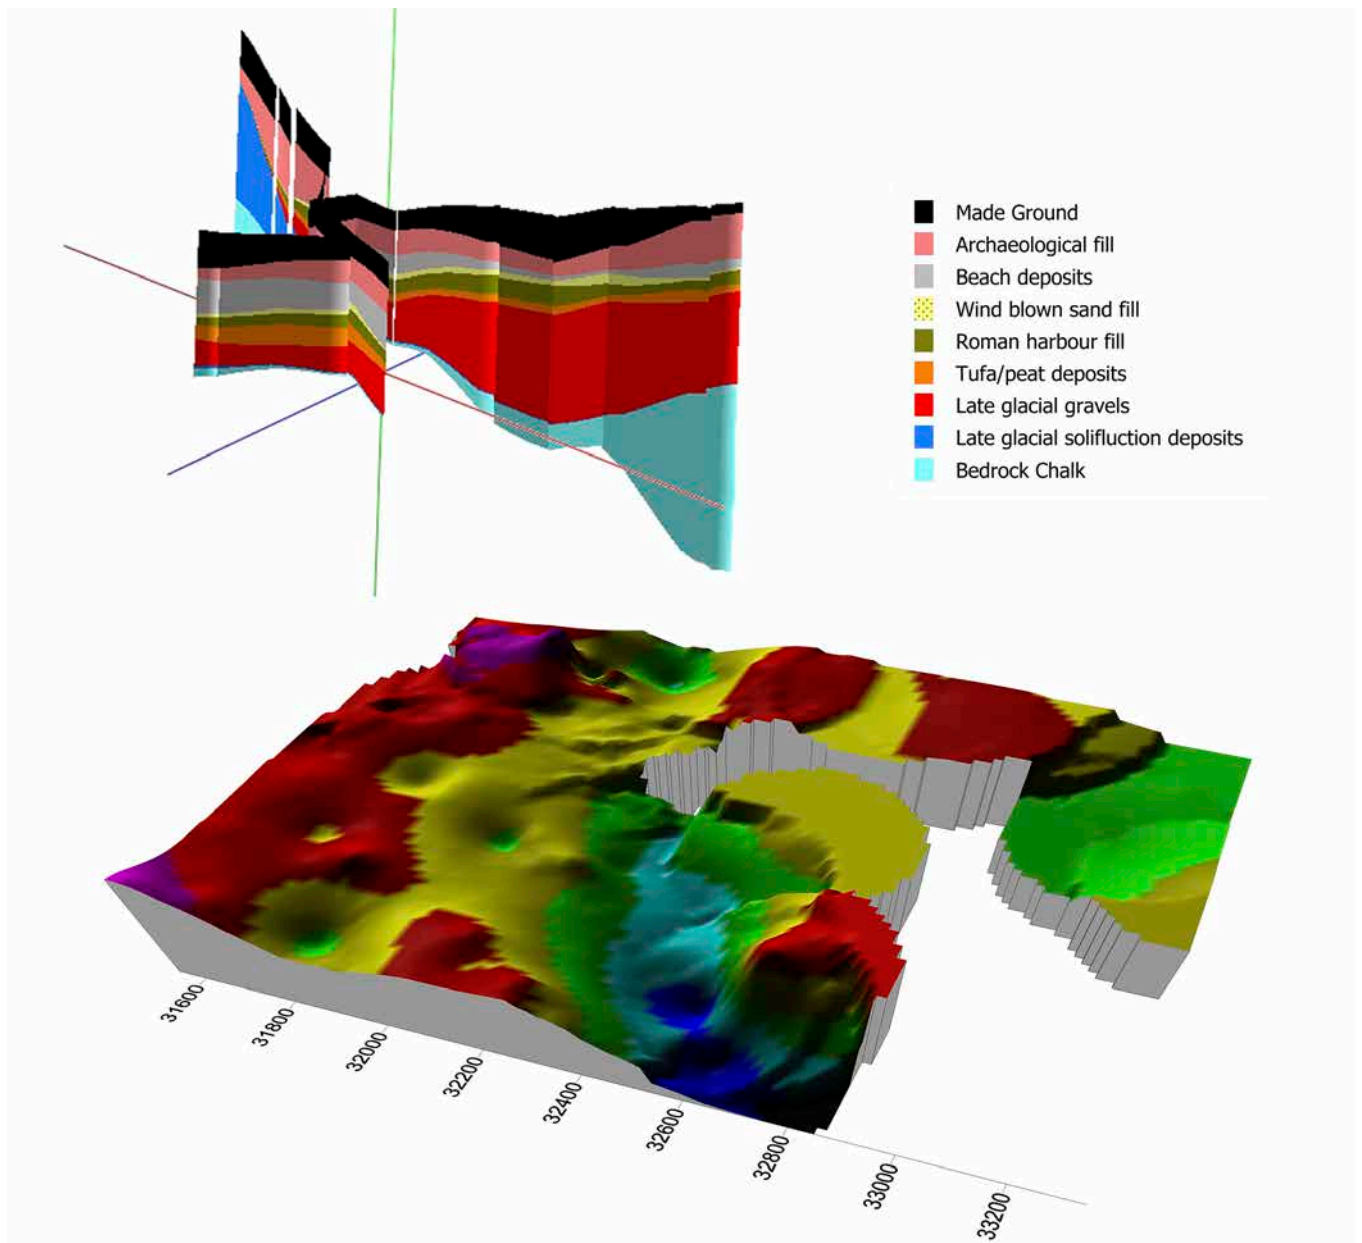 Made Ground
Archaeological fill
Beach deposits
Wind blown sand fill
Roman harbour fill
Tufa/peat deposits
Late glacial gravels
Late glacial solifluction deposits
Bedrock Chalk
31600
31800
32000
32200
32400
32600
32800
33000
33200